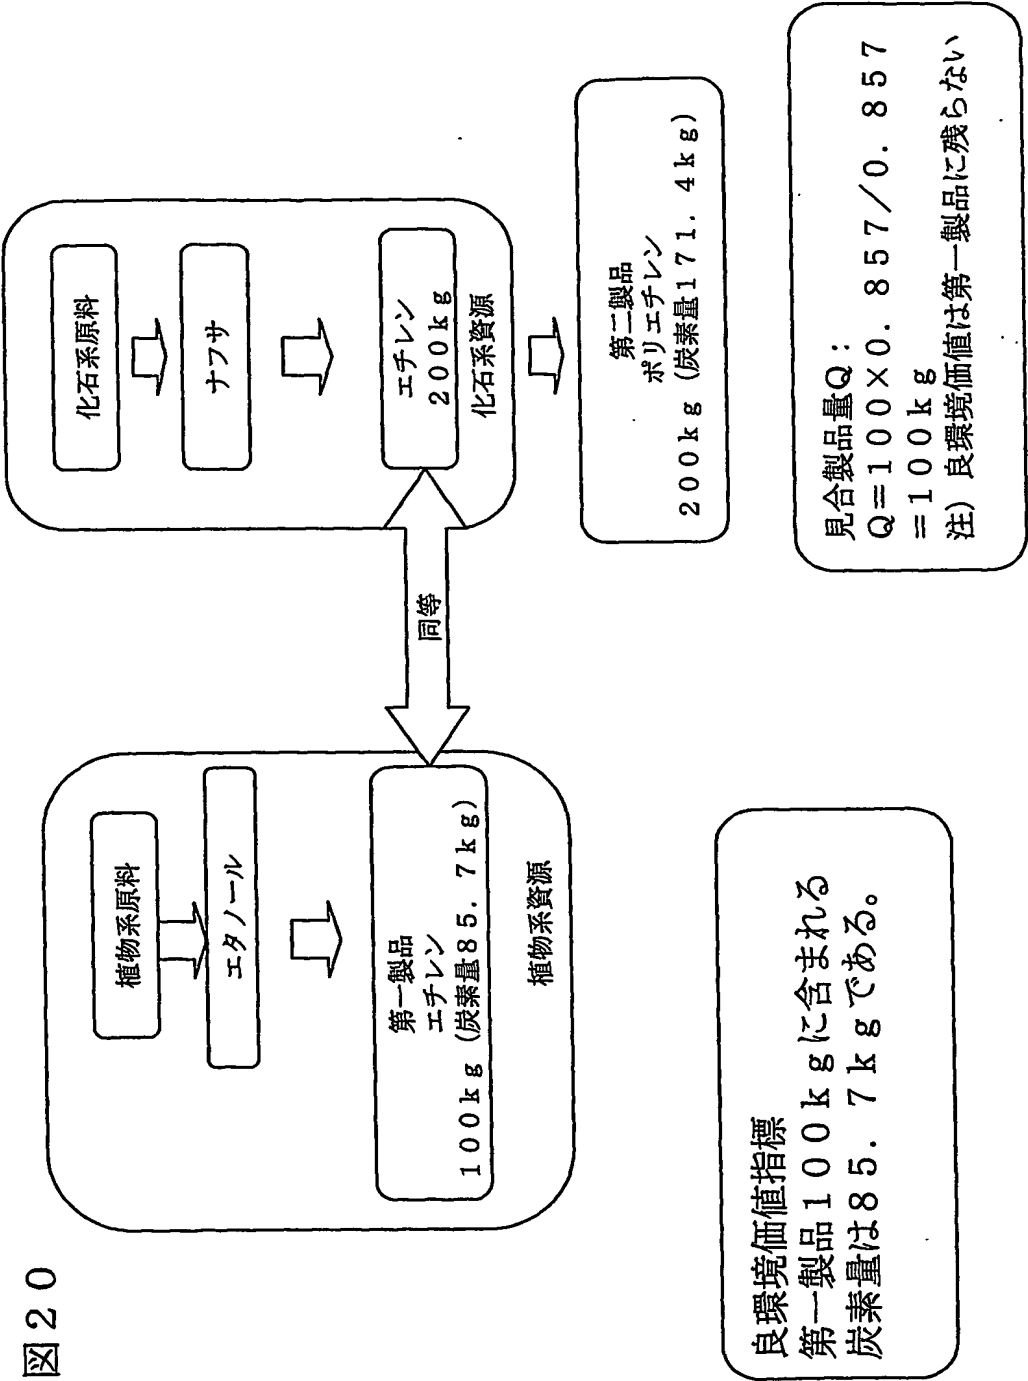 図20
植物系原料
エタノール
第一製品
エチレン
100kg（炭素量85．7kg）
植物系資源
同等
化石系原料
ナフサ
エチレン
200kg
化石系資源
第二製品
ポリエチレン
200kg（炭素量171．4kg）
良環境価値指標
第一製品100kgに含まれる
炭素量は85．7kgである。
見合製品量Q：
Q＝100×0．857／0．857
＝100kg
注）良環境価値は第一製品に残らない